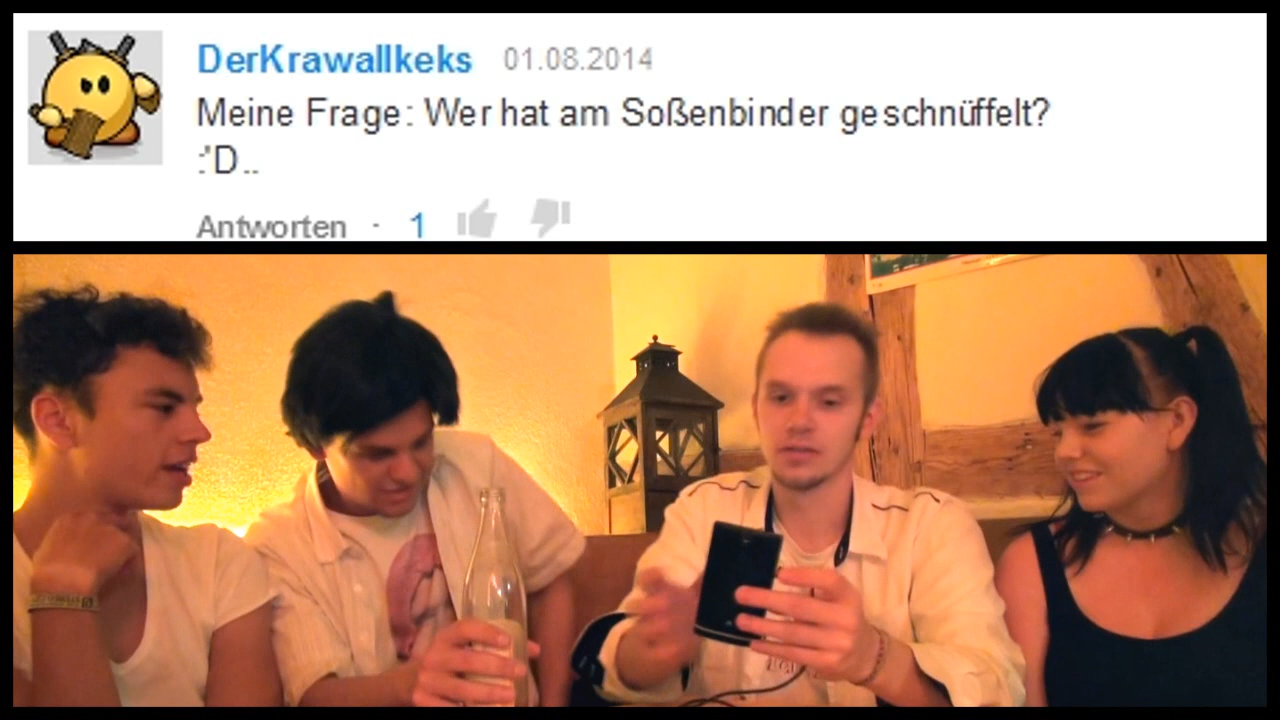 DerKrawallkeks 01.08.2014
Meine Frage: Wer hat am Soßenbinder geschnüffelt?
:'D..
Antworten · 1